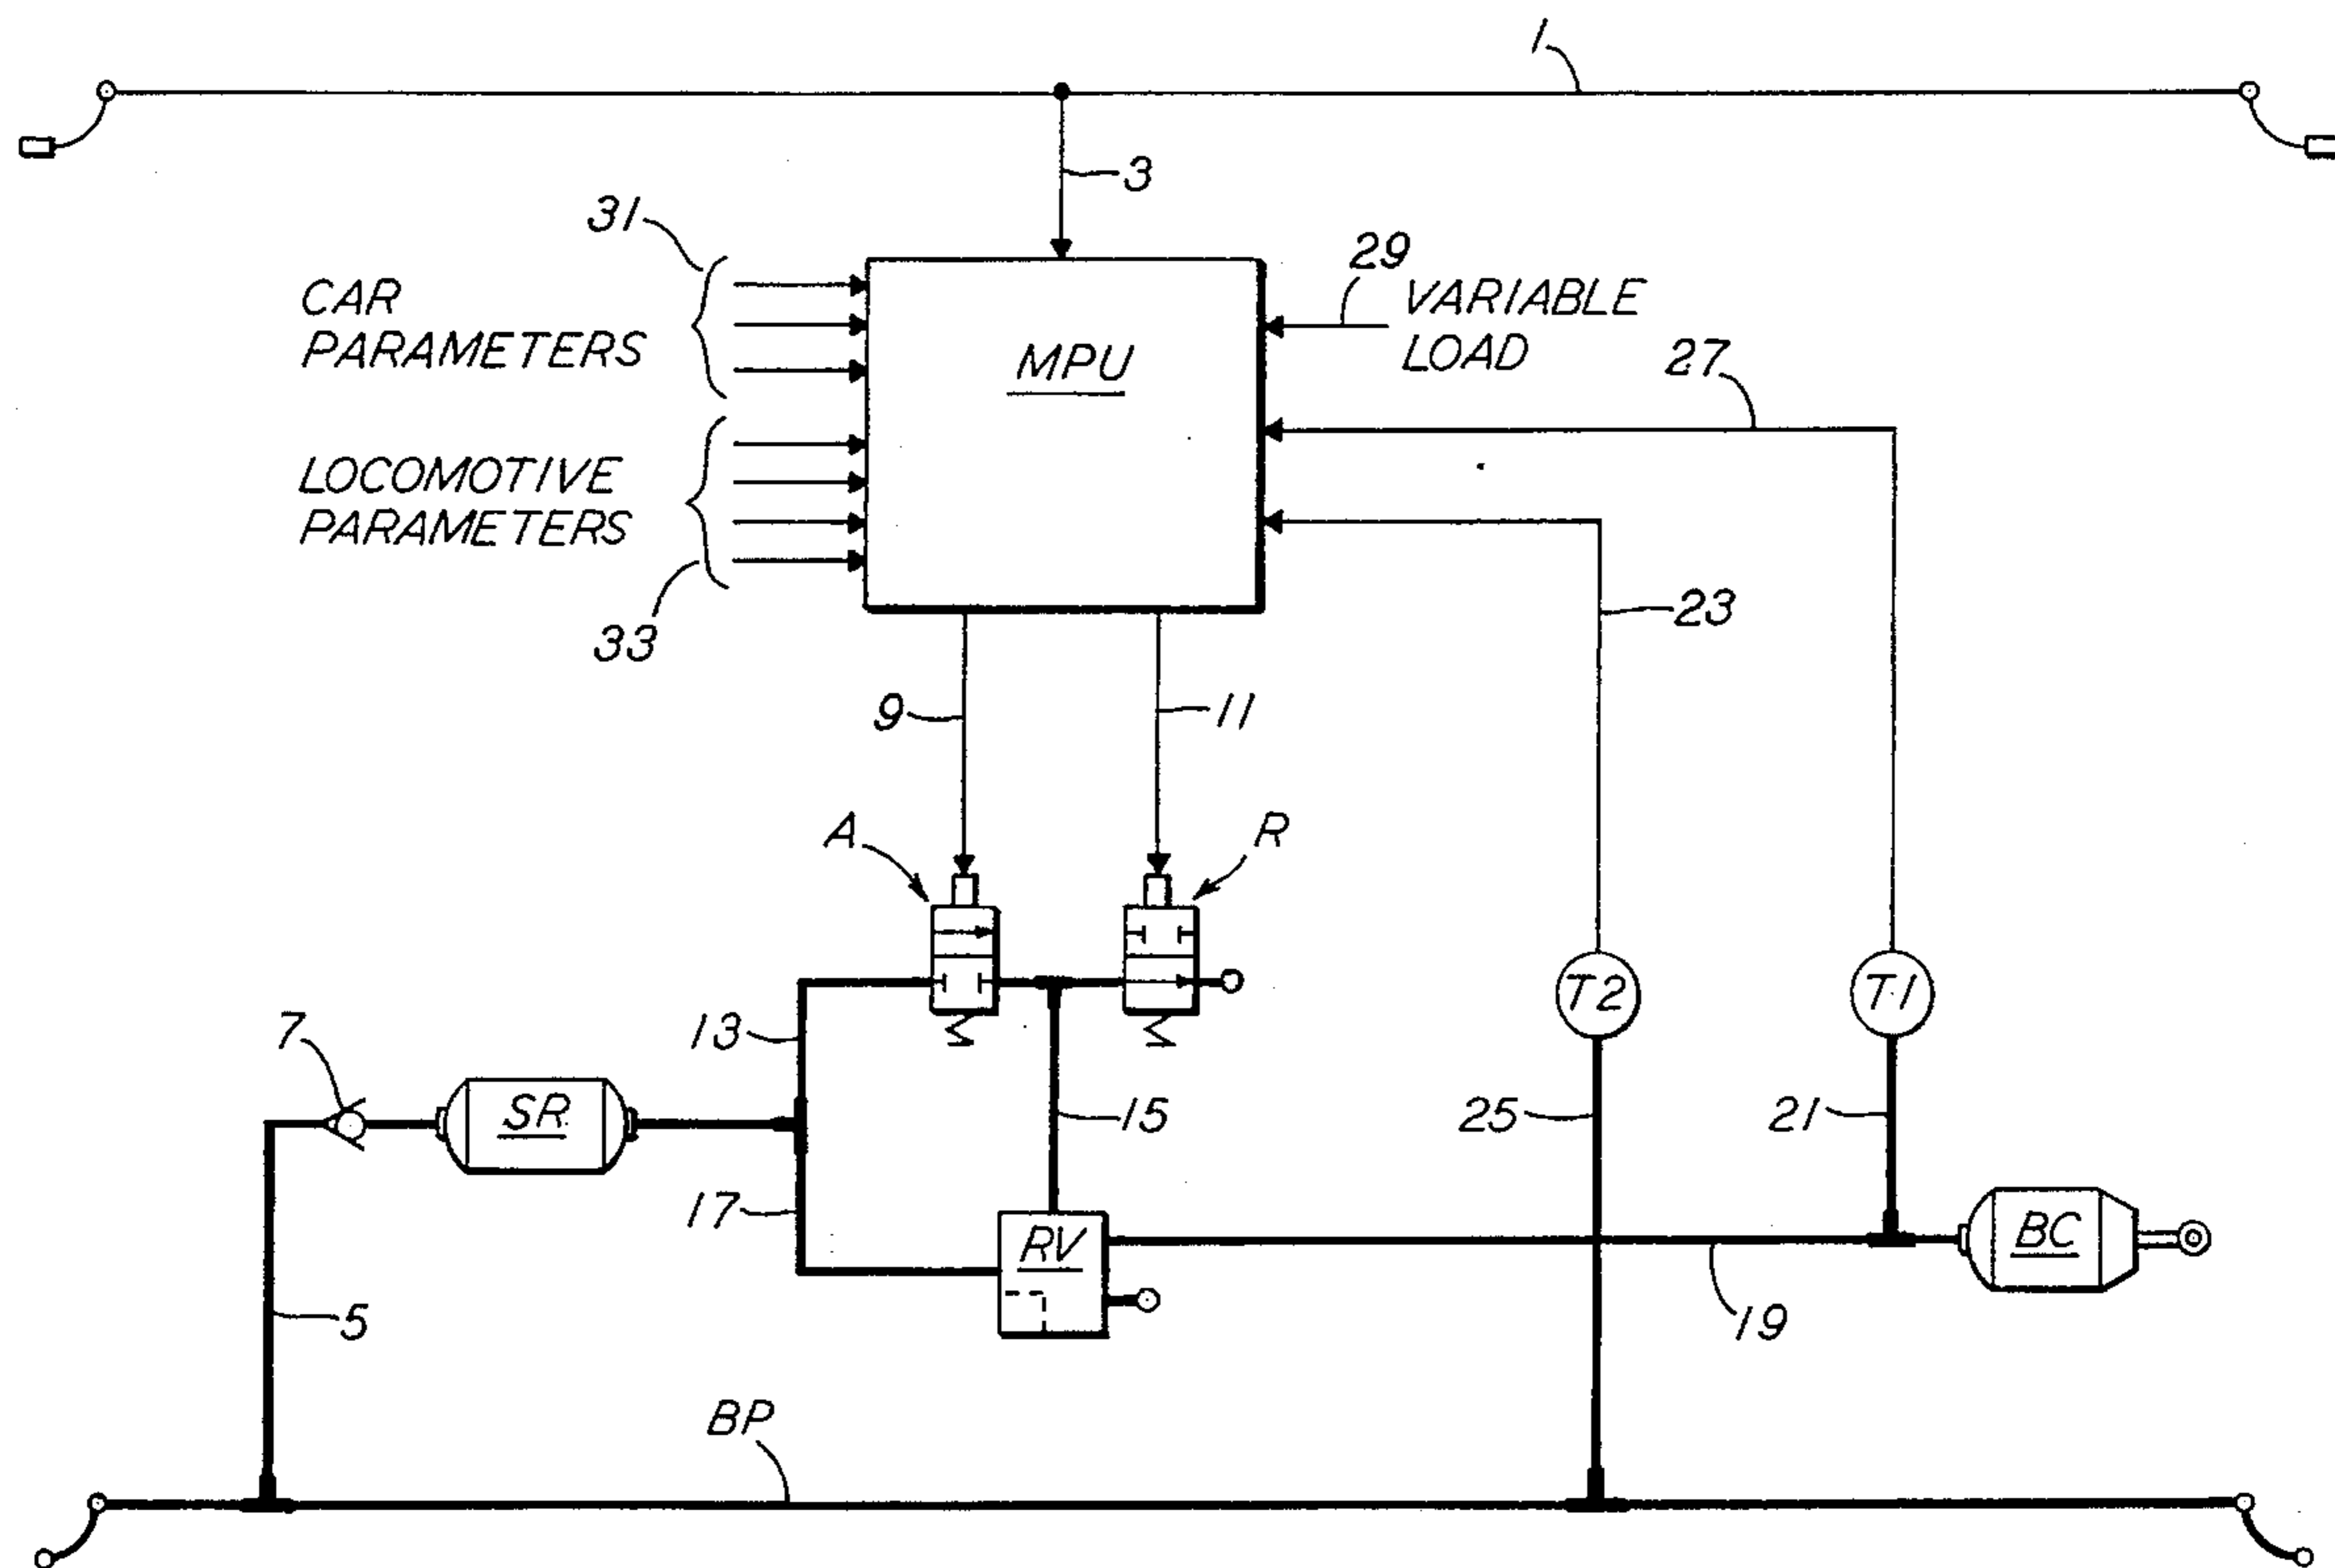 1
3
31
29
CAR
PARAMETERS
VARIABLE
LOAD
MPU
27
LOCOMOTIVE
PARAMETERS
23
33
9
11
A
R
T2
T1
7
13
SR
15
25
21
17
RV
BC
5
19
BP